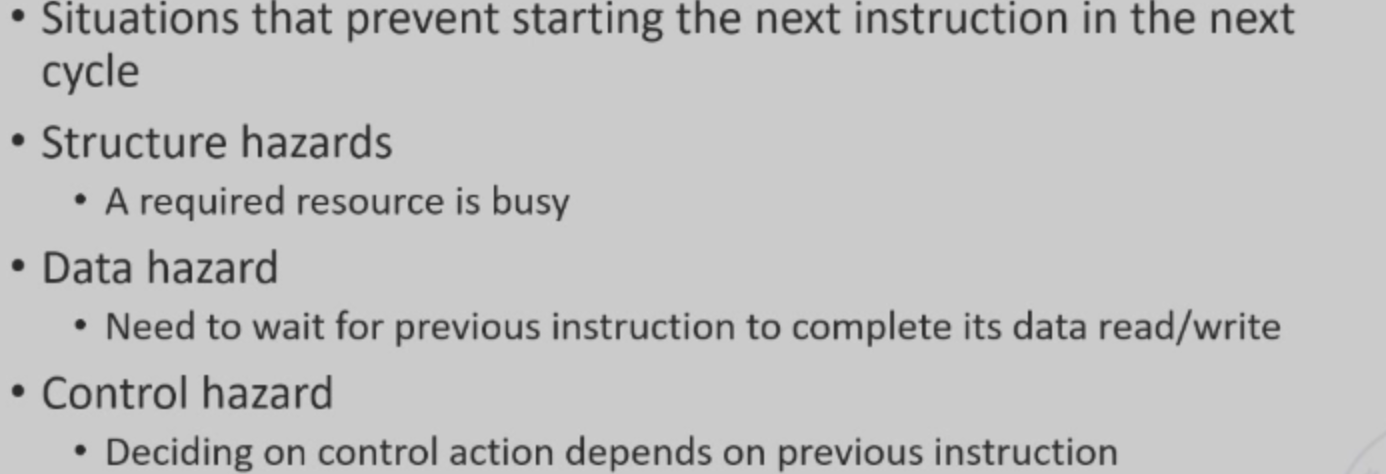 • Situations that prevent starting the next instruction in the next
cycle
• Structure hazards
• A required resource is busy
• Data hazard
• Need to wait for previous instruction to complete its data read/write
• Control hazard
• Deciding on control action depends on previous instruction